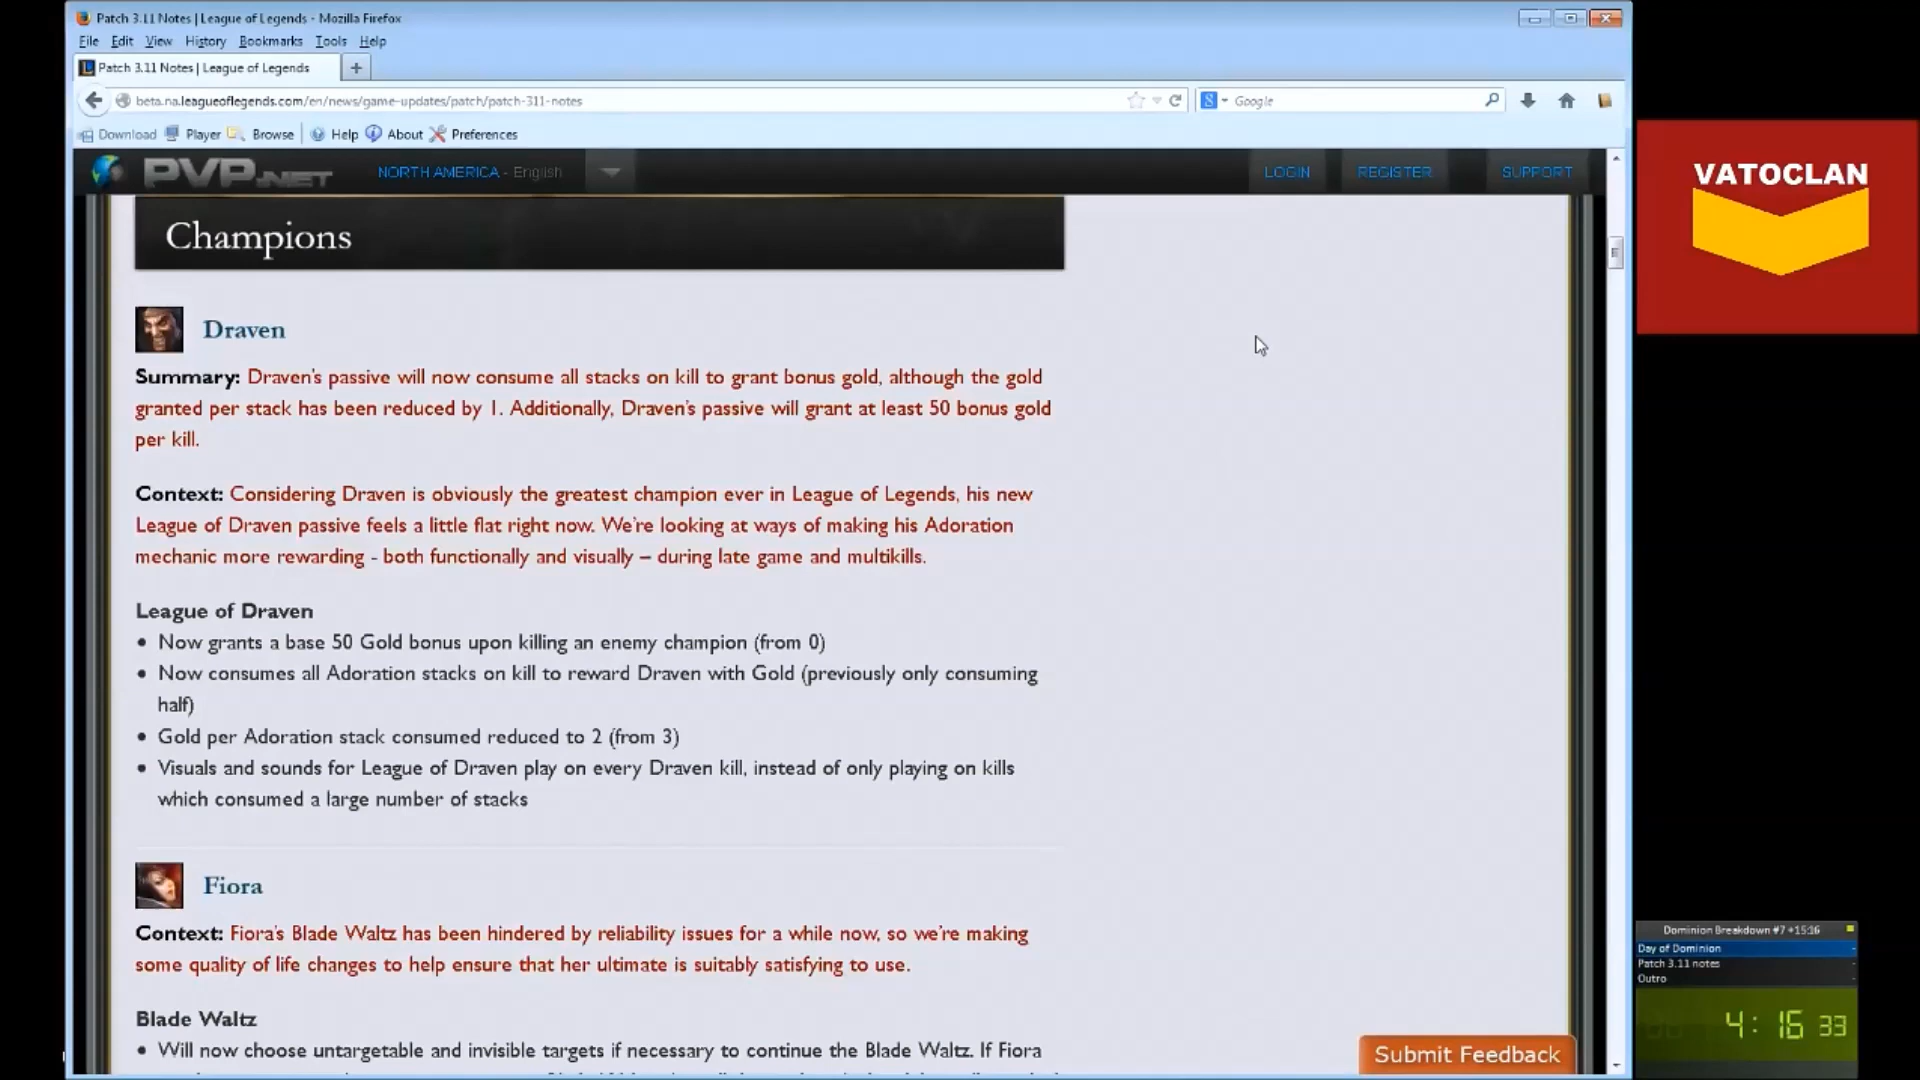 Patch 3.11 Notes | League of Legends - Mozilla Firefox
File Edit View History Bookmarks Tools Help
Patch 3.11 Notes | League of Legends
beta.na.leagueoflegends.com/en/news/game-updates/patch/patch-311-notes
Google
Download Player Browse Help About Preferences
PVP.NET NORTH AMERICA - English LOGIN REGISTER SUPPORT
VATOCLAN
Champions
Draven
Summary: Draven's passive will now consume all stacks on kill to grant bonus gold, although the gold
granted per stack has been reduced by 1. Additionally, Draven's passive will grant at least 50 bonus gold
per kill.
Context: Considering Draven is obviously the greatest champion ever in League of Legends, his new
League of Draven passive feels a little flat right now. We're looking at ways of making his Adoration
mechanic more rewarding - both functionally and visually – during late game and multikills.
League of Draven
• Now grants a base 50 Gold bonus upon killing an enemy champion (from 0)
• Now consumes all Adoration stacks on kill to reward Draven with Gold (previously only consuming
half)
• Gold per Adoration stack consumed reduced to 2 (from 3)
• Visuals and sounds for League of Draven play on every Draven kill, instead of only playing on kills
which consumed a large number of stacks
Fiora
Context: Fiora's Blade Waltz has been hindered by reliability issues for a while now, so we're making
some quality of life changes to help ensure that her ultimate is suitably satisfying to use.
Blade Waltz
• Will now choose untargetable and invisible targets if necessary to continue the Blade Waltz. If Fiora
Submit Feedback
Dominion Breakdown #7 +15:16
Day of Dominion -
Patch 3.11 notes -
Outro -
4:16 33